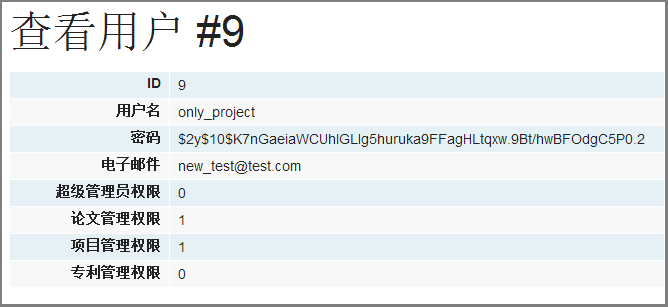 查看用户 #9
ID 9
用户名 only_project
密码 $2y$10$K7nGaeiaWCUhlGLlg5huruka9FFagHLtqxw.9Bt/hwBFOdgC5P0.2
电子邮件 new_test@test.com
超级管理员权限 0
论文管理权限 1
项目管理权限 1
专利管理权限 0